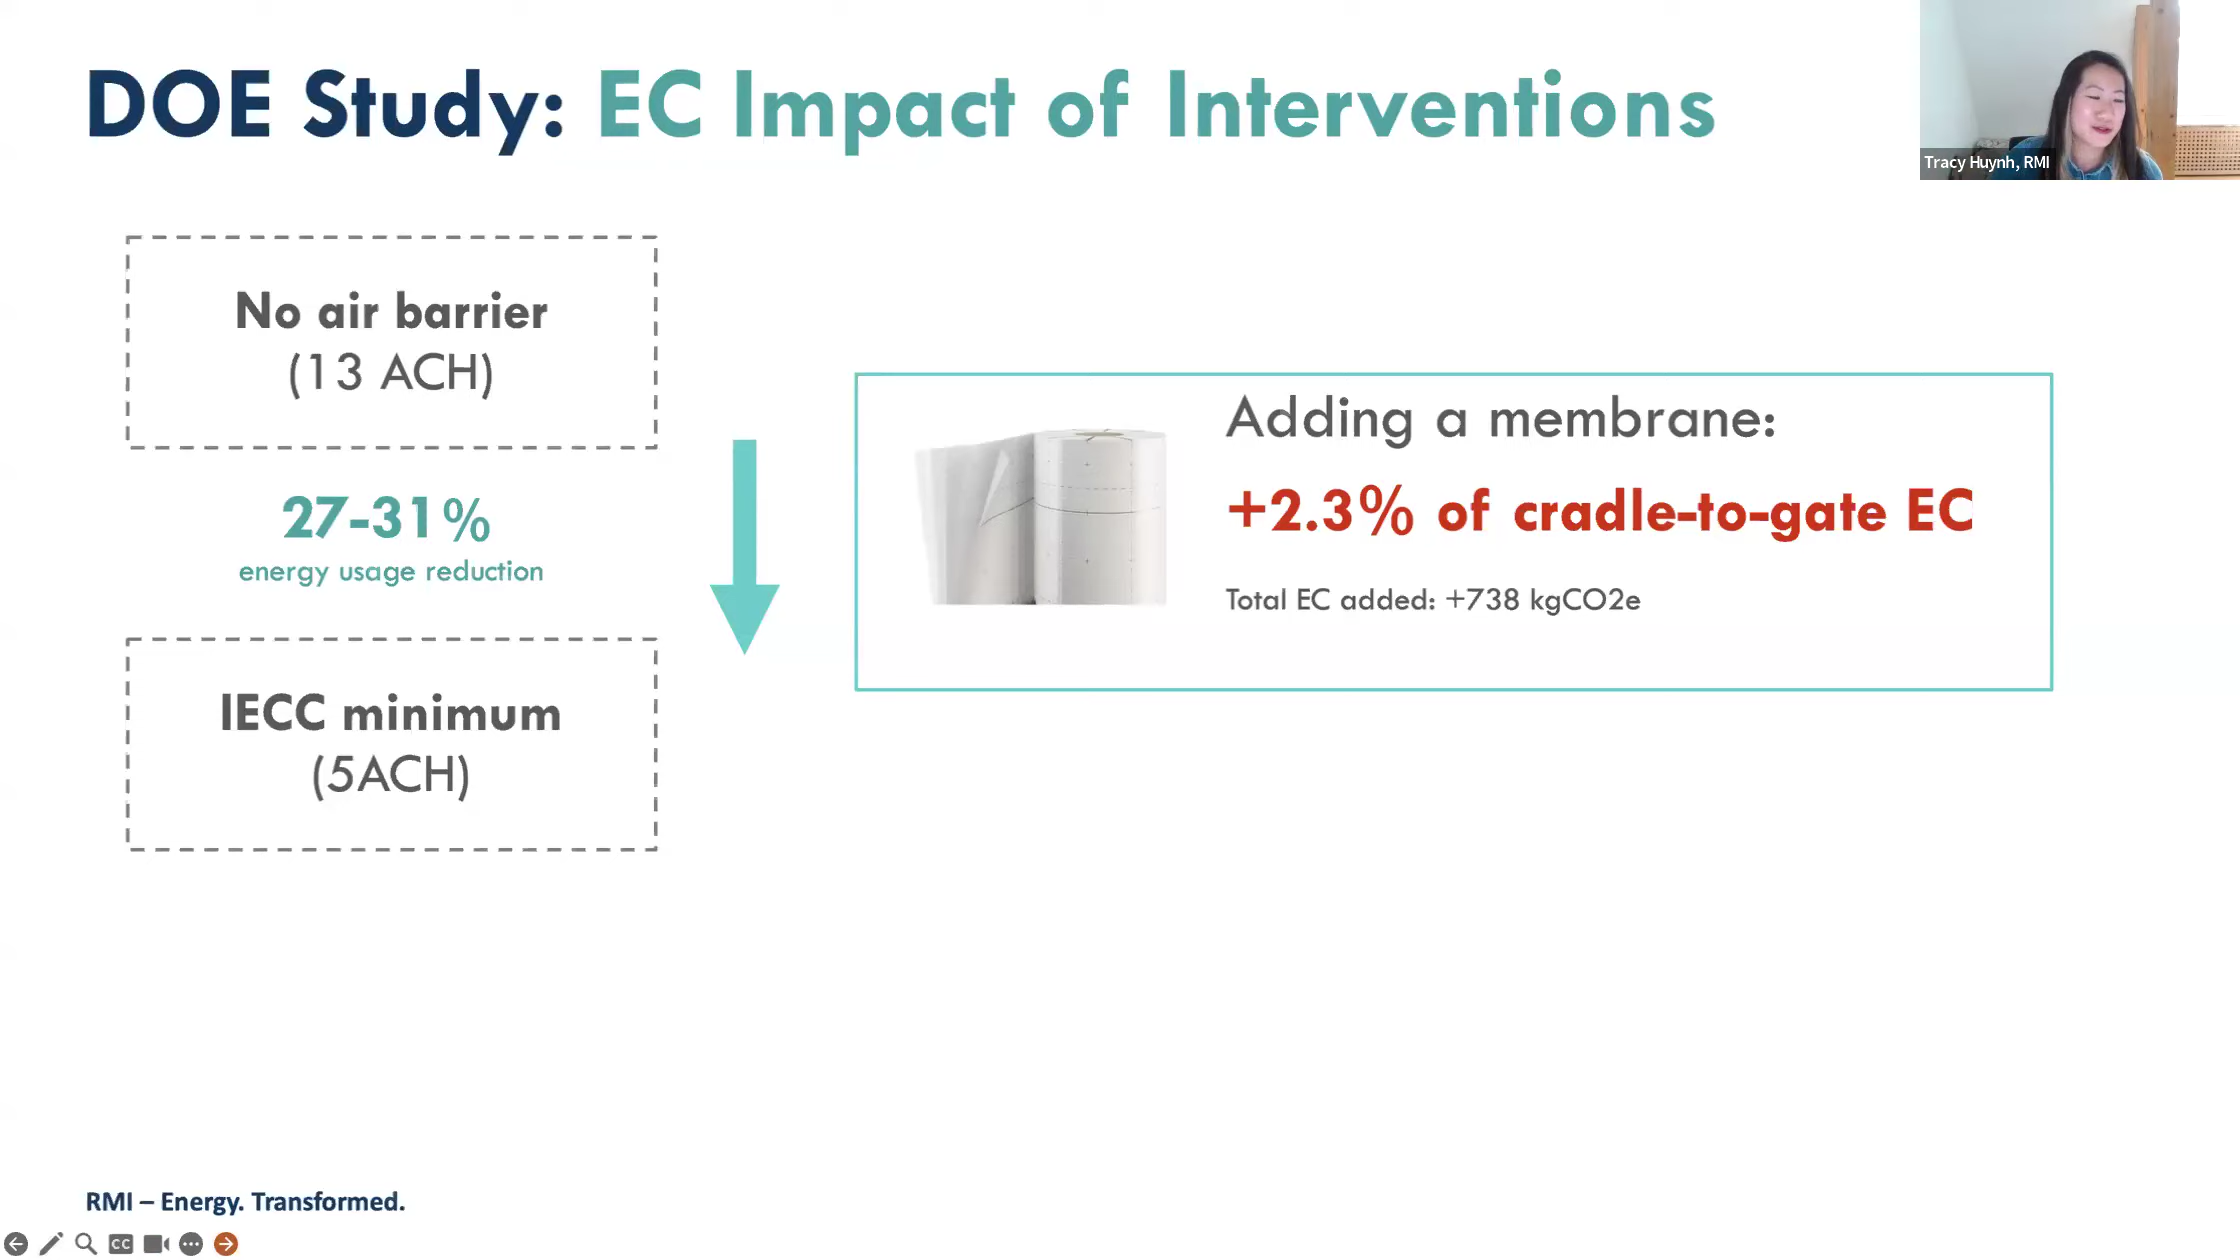 DOE Study: EC Impact of Interventions
Tracy Huynh, RMI
No air barrier
(13 ACH)
27-31%
energy usage reduction
IECC minimum
(5ACH)
Adding a membrane:
+2.3% of cradle-to-gate EC
Total EC added: +738 kgCO2e
RMI – Energy. Transformed.
CC